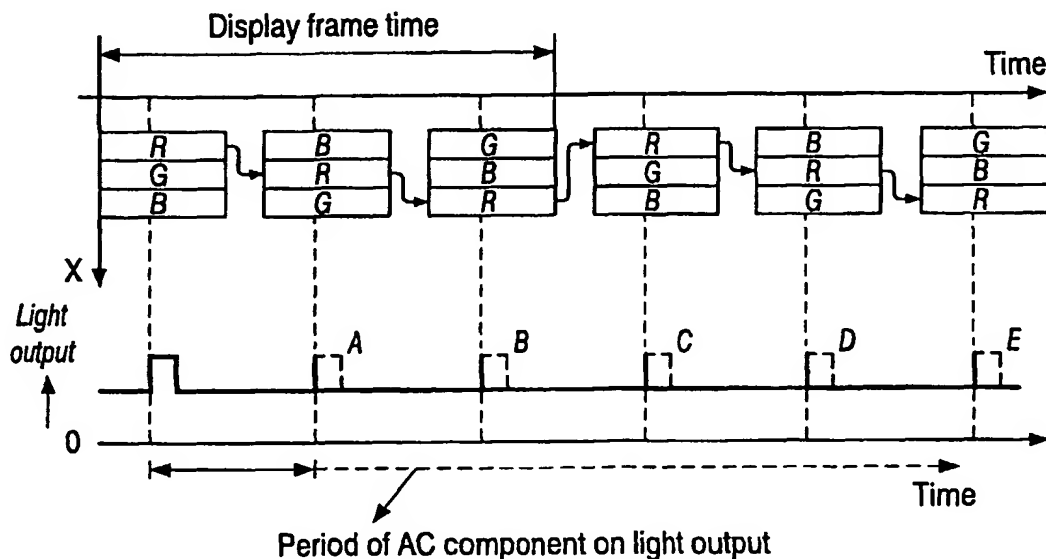 Display frame time
Time
R B G R B G
G R B G R B
B G R B G R
X
Light
output
A B C D E
0
Time
Period of AC component on light output